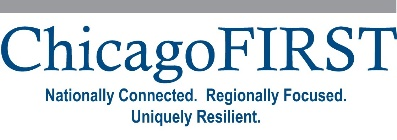 ChicagoFIRST
Nationally Connected. Regionally Focused.
Uniquely Resilient.